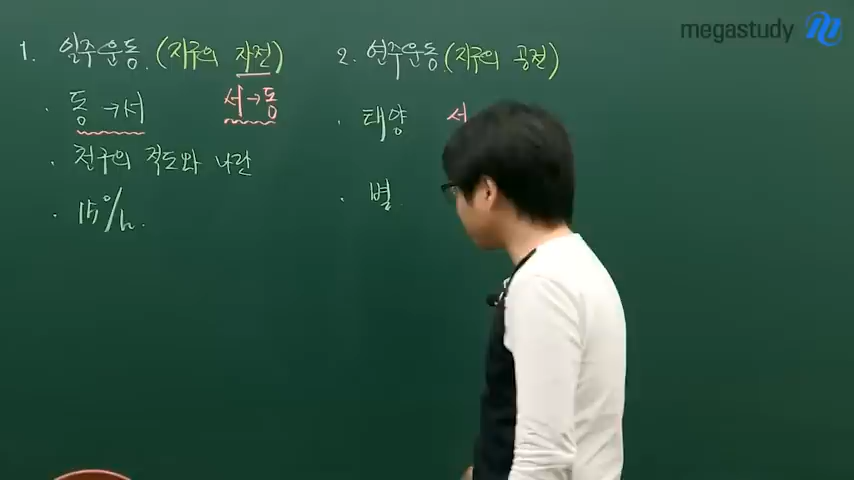 megastudy
1. 일주운동 (지구의 자전)
· 동 → 서 서→동
· 천구의 적도와 나란
· 15°/h.
2. 연주운동 (지구의 공전)
· 태양 서
· 별